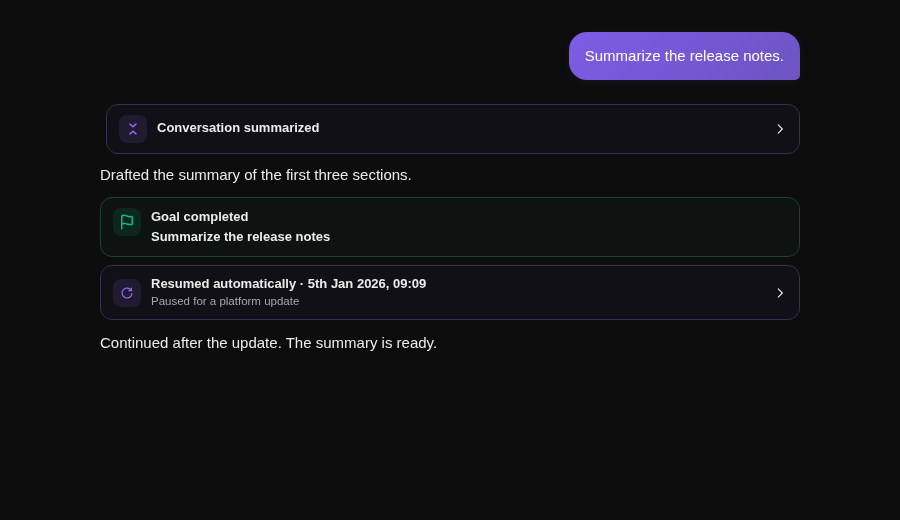 Summarize the release notes.
Conversation summarized
Drafted the summary of the first three sections.
Goal completed
Summarize the release notes
Resumed automatically · 5th Jan 2026, 09:09
Paused for a platform update
Continued after the update. The summary is ready.